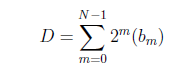 D = \sum_{m=0}^{N-1} 2^m (b_m)